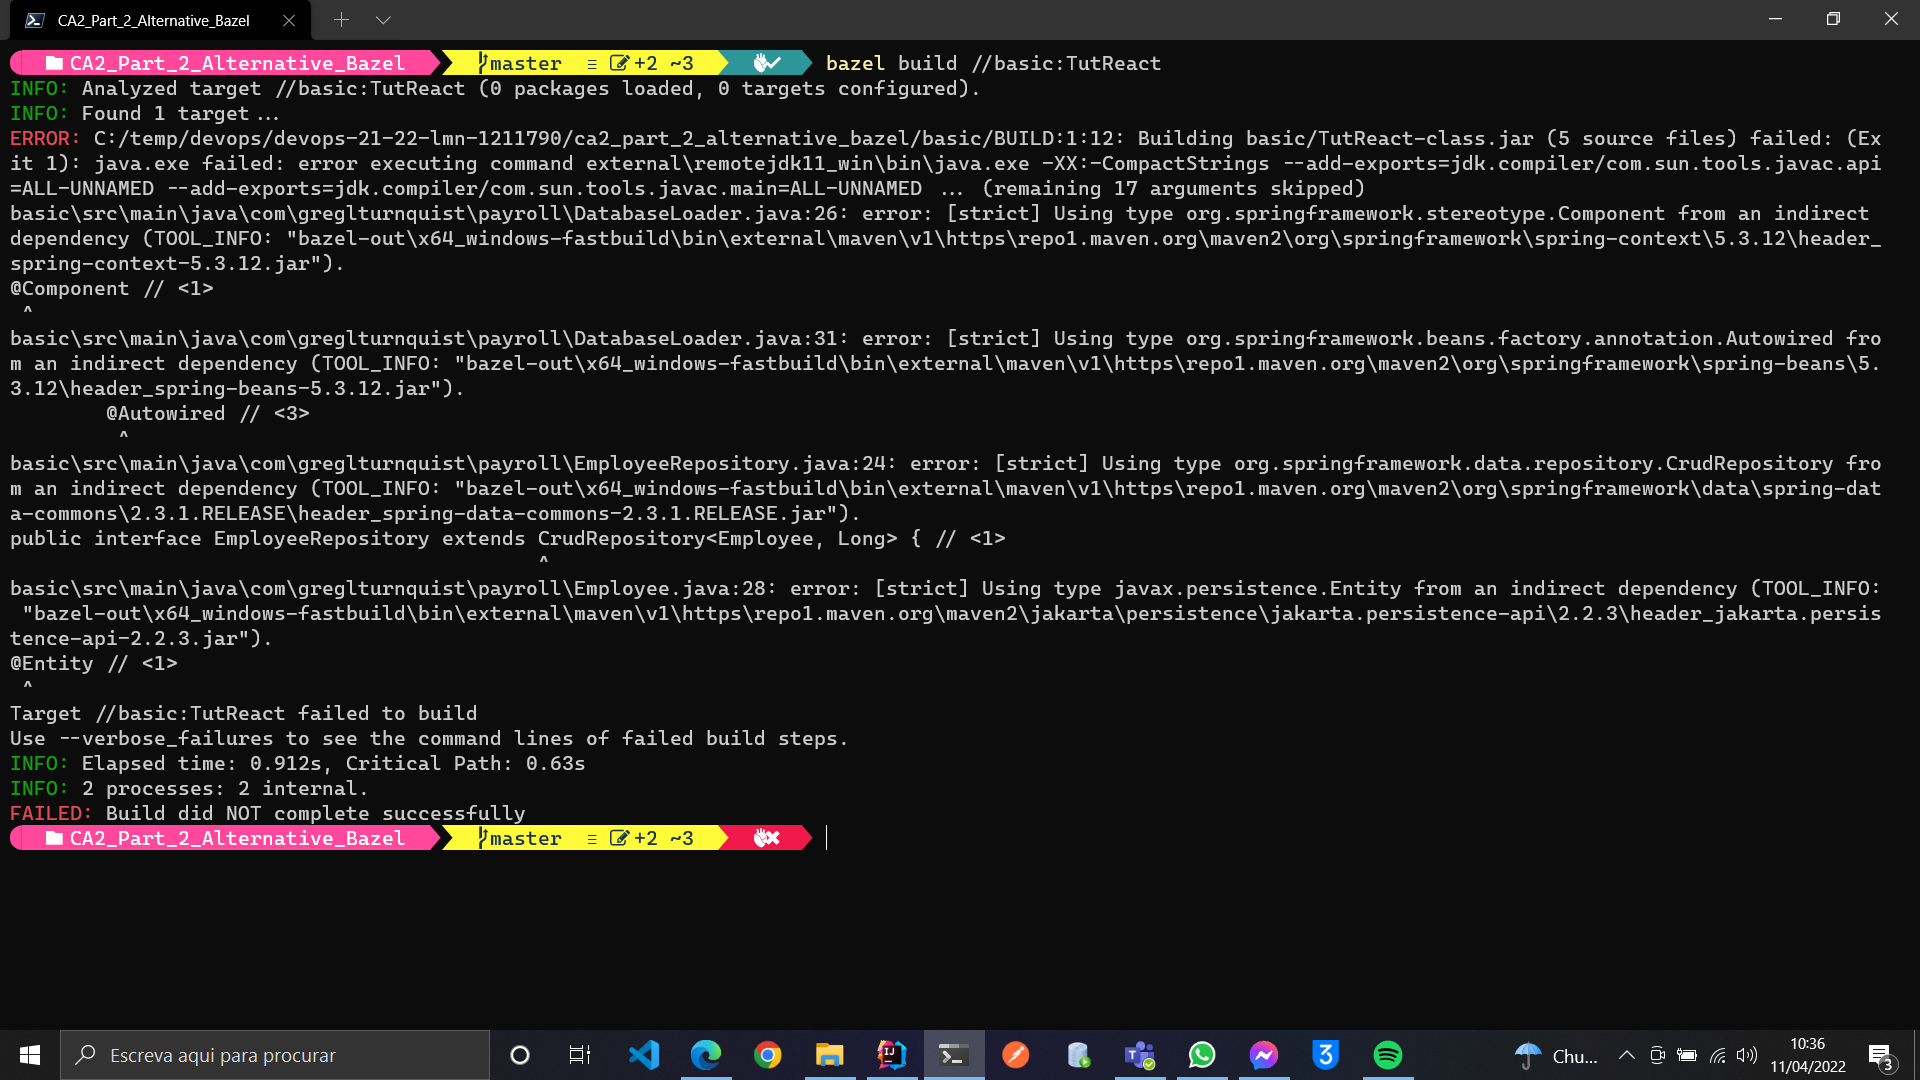 CA2_Part_2_Alternative_Bazel
CA2_Part_2_Alternative_Bazel master ≡ +2 ~3 bazel build //basic:TutReact
INFO: Analyzed target //basic:TutReact (0 packages loaded, 0 targets configured).
INFO: Found 1 target...
ERROR: C:/temp/devops/devops-21-22-lmn-1211790/ca2_part_2_alternative_bazel/basic/BUILD:1:12: Building basic/TutReact-class.jar (5 source files) failed: (Ex
it 1): java.exe failed: error executing command external\remotejdk11_win\bin\java.exe -XX:-CompactStrings --add-exports=jdk.compiler/com.sun.tools.javac.api
=ALL-UNNAMED --add-exports=jdk.compiler/com.sun.tools.javac.main=ALL-UNNAMED ... (remaining 17 arguments skipped)
basic\src\main\java\com\greglturnquist\payroll\DatabaseLoader.java:26: error: [strict] Using type org.springframework.stereotype.Component from an indirect
dependency (TOOL_INFO: "bazel-out\x64_windows-fastbuild\bin\external\maven\v1\https\repo1.maven.org\maven2\org\springframework\spring-context\5.3.12\header_
spring-context-5.3.12.jar").
@Component // <1>
^
basic\src\main\java\com\greglturnquist\payroll\DatabaseLoader.java:31: error: [strict] Using type org.springframework.beans.factory.annotation.Autowired fro
m an indirect dependency (TOOL_INFO: "bazel-out\x64_windows-fastbuild\bin\external\maven\v1\https\repo1.maven.org\maven2\org\springframework\spring-beans\5.
3.12\header_spring-beans-5.3.12.jar").
@Autowired // <3>
^
basic\src\main\java\com\greglturnquist\payroll\EmployeeRepository.java:24: error: [strict] Using type org.springframework.data.repository.CrudRepository fro
m an indirect dependency (TOOL_INFO: "bazel-out\x64_windows-fastbuild\bin\external\maven\v1\https\repo1.maven.org\maven2\org\springframework\data\spring-dat
a-commons\2.3.1.RELEASE\header_spring-data-commons-2.3.1.RELEASE.jar").
public interface EmployeeRepository extends CrudRepository<Employee, Long> { // <1>
^
basic\src\main\java\com\greglturnquist\payroll\Employee.java:28: error: [strict] Using type javax.persistence.Entity from an indirect dependency (TOOL_INFO:
"bazel-out\x64_windows-fastbuild\bin\external\maven\v1\https\repo1.maven.org\maven2\jakarta\persistence\jakarta.persistence-api\2.2.3\header_jakarta.persis
tence-api-2.2.3.jar").
@Entity // <1>
^
Target //basic:TutReact failed to build
Use --verbose_failures to see the command lines of failed build steps.
INFO: Elapsed time: 0.912s, Critical Path: 0.63s
INFO: 2 processes: 2 internal.
FAILED: Build did NOT complete successfully
CA2_Part_2_Alternative_Bazel master ≡ +2 ~3
Escreva aqui para procurar
Chu...
10:36
11/04/2022
3